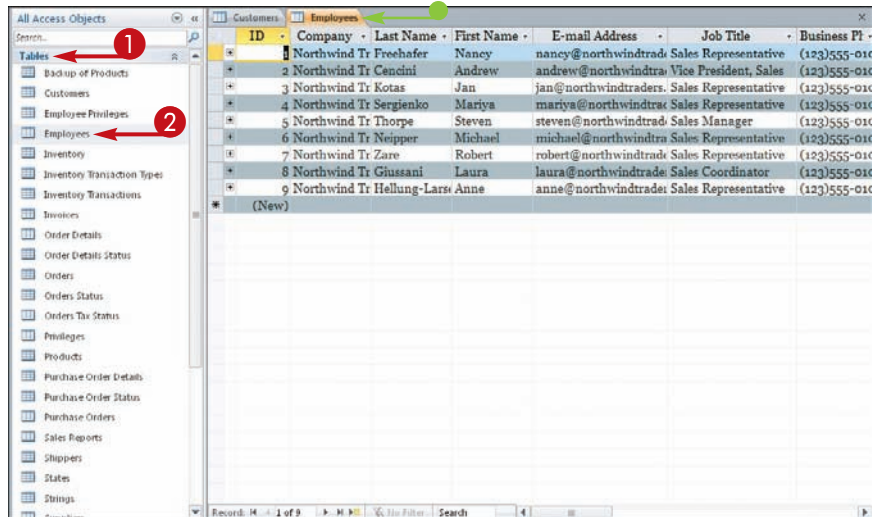 All Access Objects
Search...
Tables
Backup of Products
Customers
Employee Privileges
Employees
Inventory
Inventory Transaction Types
Inventory Transactions
Invoices
Order Details
Order Details Status
Orders
Orders Status
Orders Tax Status
Privileges
Products
Purchase Order Details
Purchase Order Status
Purchase Orders
Sales Reports
Shippers
States
Strings
1
2
Customers Employees
ID Company Last Name First Name E-mail Address Job Title Business Ph
1 Northwind Tr Freehafer Nancy nancy@northwindtrad Sales Representative (123)555-010
2 Northwind Tr Cencini Andrew andrew@northwindtra Vice President, Sales (123)555-010
3 Northwind Tr Kotas Jan jan@northwindtraders. Sales Representative (123)555-010
4 Northwind Tr Sergienko Mariya mariya@northwindtrad Sales Representative (123)555-010
5 Northwind Tr Thorpe Steven steven@northwindtrad Sales Manager (123)555-010
6 Northwind Tr Neipper Michael michael@northwindtra Sales Representative (123)555-010
7 Northwind Tr Zare Robert robert@northwindtrad Sales Representative (123)555-010
8 Northwind Tr Giussani Laura laura@northwindtrade Sales Coordinator (123)555-010
9 Northwind Tr Hellung-Lars Anne anne@northwindtrade Sales Representative (123)555-010
(New)
Record: 1 of 9 No Filter Search